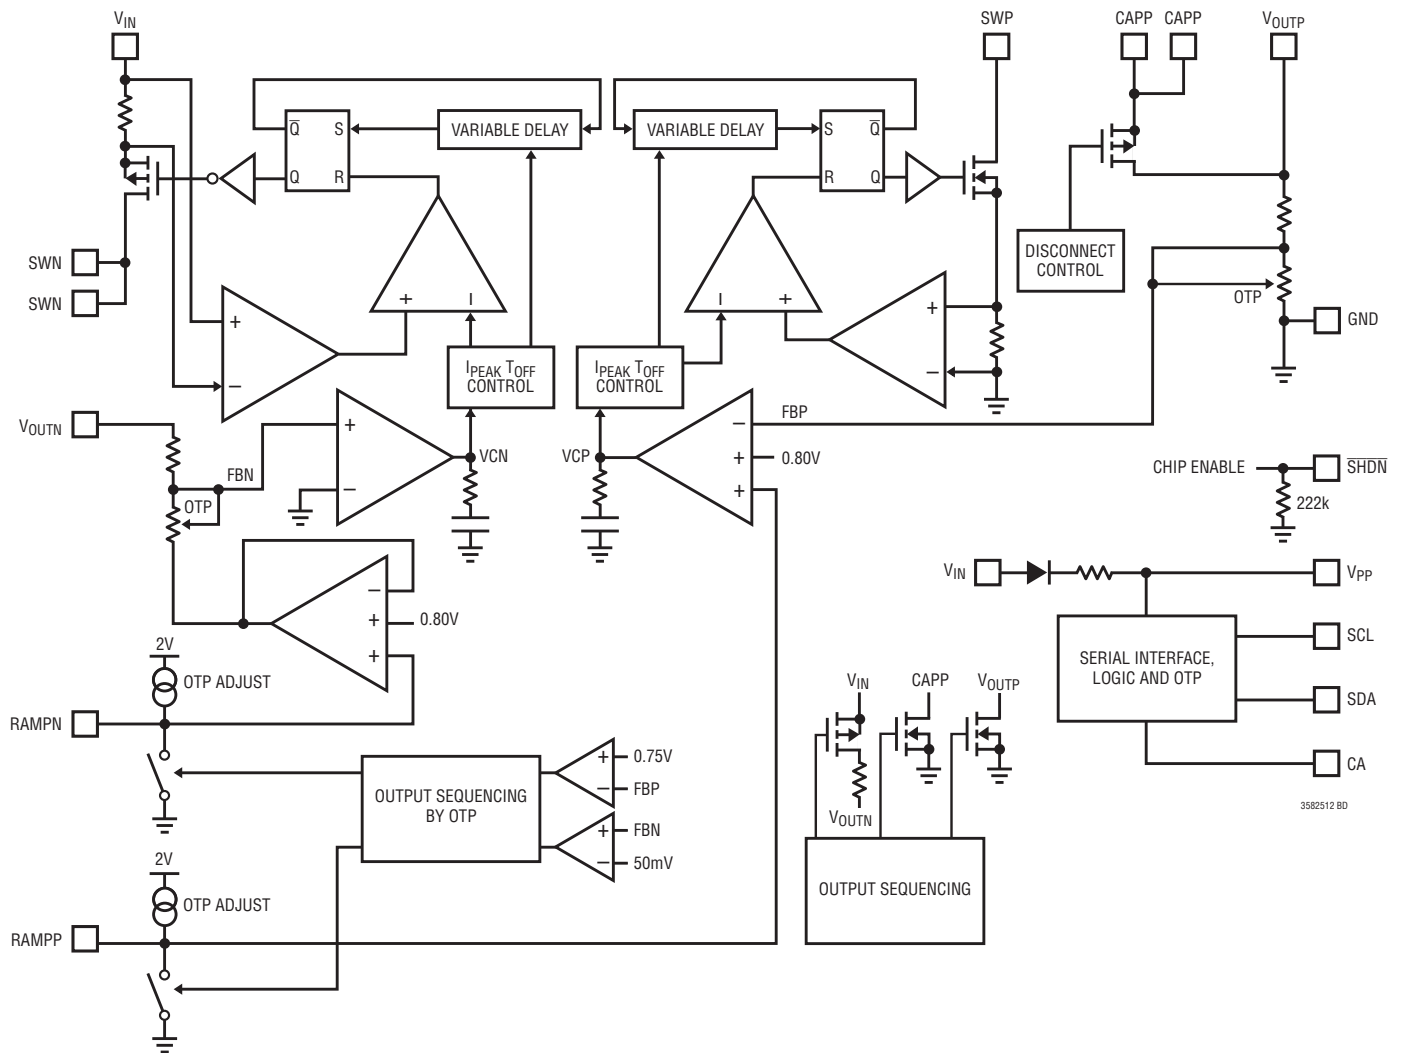 VIN
SWP
CAPP
CAPP
VOUTP
Q̅
S
VARIABLE DELAY
VARIABLE DELAY
S
Q̅
Q
R
R
Q
SWN
SWN
DISCONNECT
CONTROL
OTP
GND
+
–
+
–
–
+
+
–
IPEAK TOFF
CONTROL
IPEAK TOFF
CONTROL
VOUTN
FBN
OTP
+
–
VCN
VCP
FBP
–
+
0.80V
+
CHIP ENABLE
S̅H̅D̅N̅
222k
–
+
0.80V
+
VIN
VPP
2V
OTP ADJUST
RAMPN
SERIAL INTERFACE,
LOGIC AND OTP
SCL
SDA
CA
VIN
CAPP
VOUTP
VOUTN
OUTPUT SEQUENCING
BY OTP
+
0.75V
–
FBP
+
FBN
–
50mV
OUTPUT SEQUENCING
2V
OTP ADJUST
RAMPP
3582512 BD